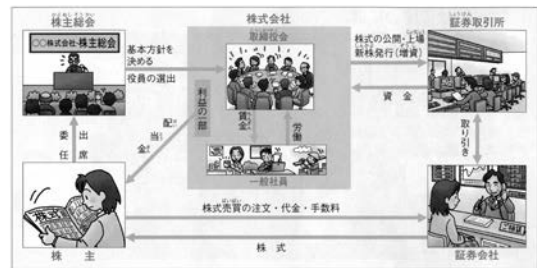 株主総会
○○株式会社・株主総会
基本方針を
決める
役員の選出
株式会社
取締役会
株式の公開・上場
新株発行(増資)
資金
証券取引所
利益の一部
賃金
労働
一般社員
配当金
委任
出席
取り引き
株式
株主
株式売買の注文・代金・手数料
株式
証券会社